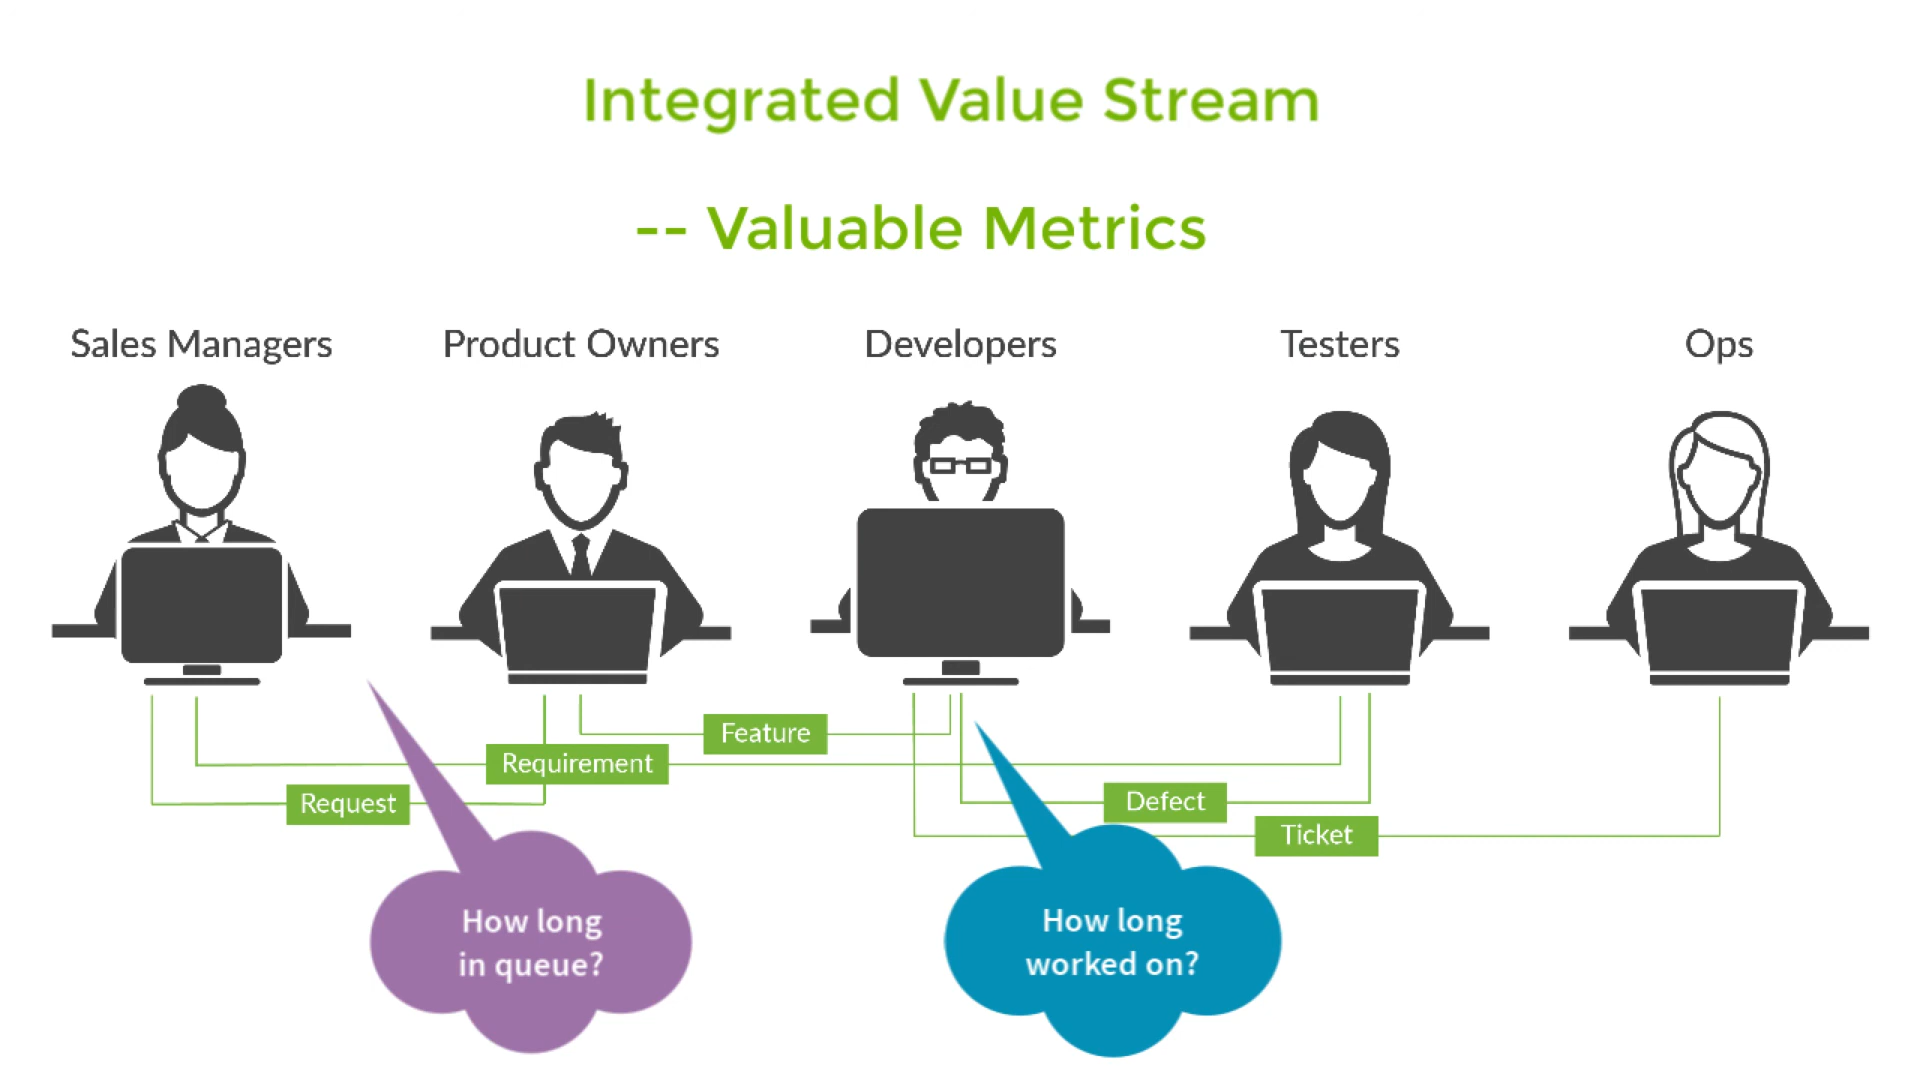 Integrated Value Stream
-- Valuable Metrics
Sales Managers
Product Owners
Developers
Testers
Ops
Feature
Requirement
Request
Defect
Ticket
How long
in queue?
How long
worked on?